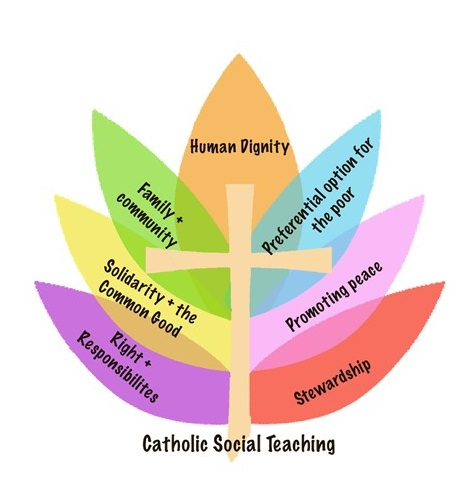 Human Dignity
Family +
community
Preferential option for
the poor
Solidarity + the
Common Good
Promoting peace
Right +
Responsibilites
Stewardship
Catholic Social Teaching